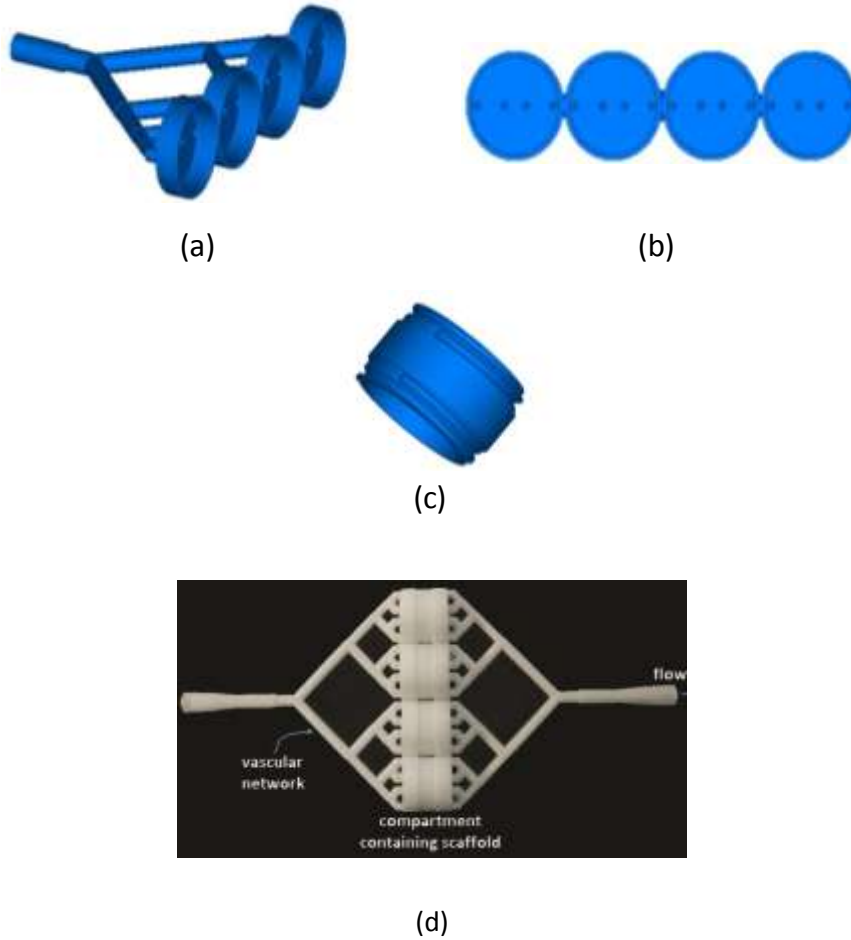 (a)
(b)
(c)
flow
vascular
network
compartment
containing scaffold
(d)